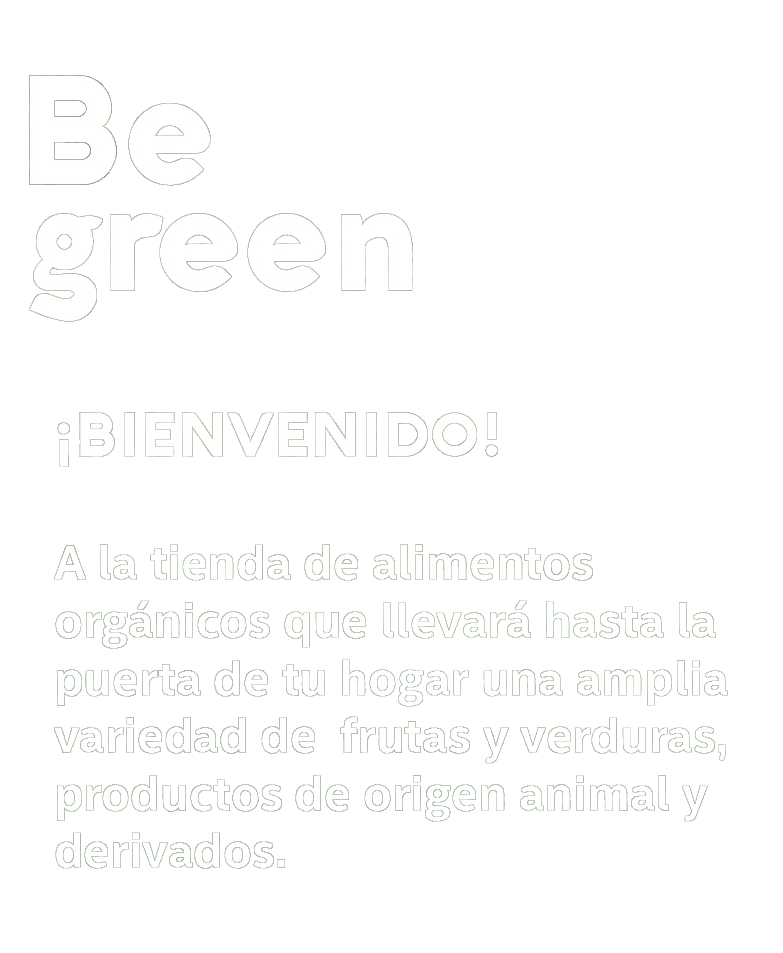 Be
green
¡BIENVENIDO!
A la tienda de alimentos
orgánicos que llevará hasta la
puerta de tu hogar una amplia
variedad de  frutas y verduras,
productos de origen animal y
derivados.